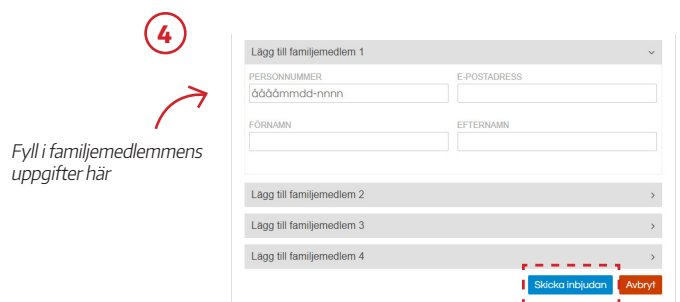 4
Lägg till familjemedlem 1
PERSONNUMMER E-POSTADRESS
ååååmmdd-nnnn
FÖRNAMN EFTERNAMN
Fyll i familjemedlemmens
uppgifter här
Lägg till familjemedlem 2
Lägg till familjemedlem 3
Lägg till familjemedlem 4
Skicka inbjudan Avbryt